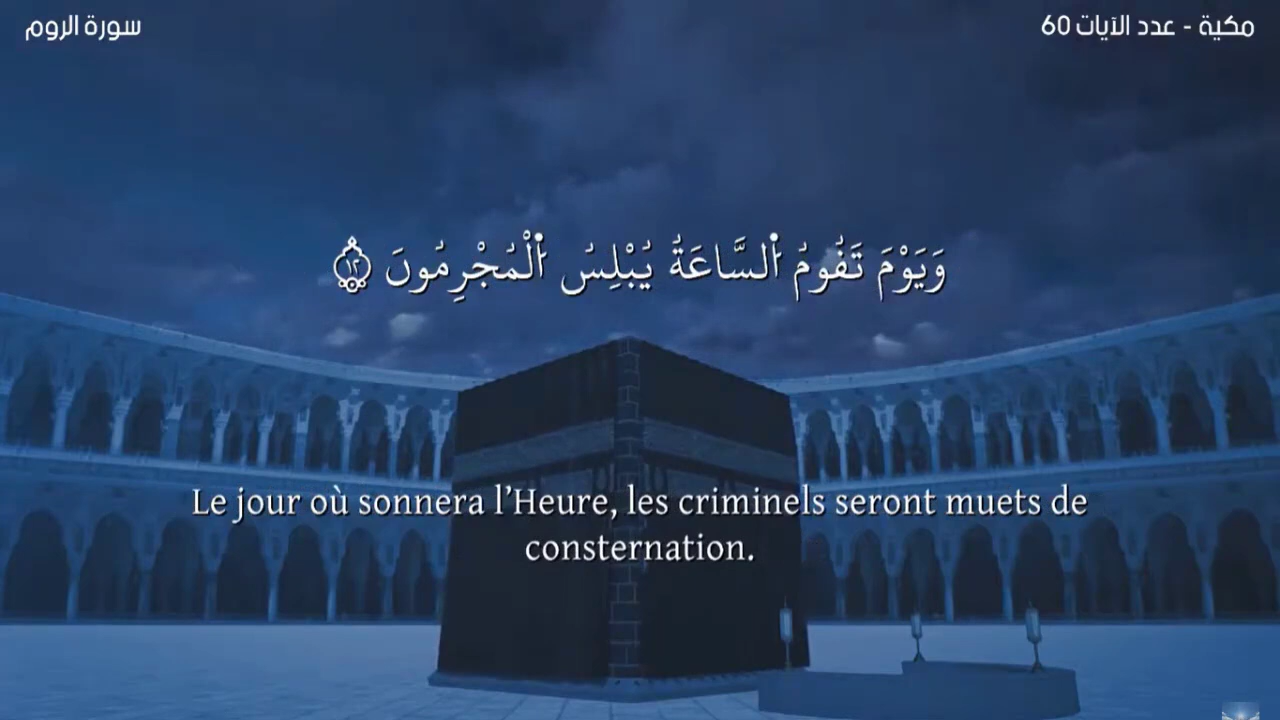 سورة الروم
مكية - عدد الآيات 60
وَيَوْمَ تَقُومُ ٱلسَّاعَةُ يُبْلِسُ ٱلْمُجْرِمُونَ ١٢
Le jour où sonnera l’Heure, les criminels seront muets de
consternation.